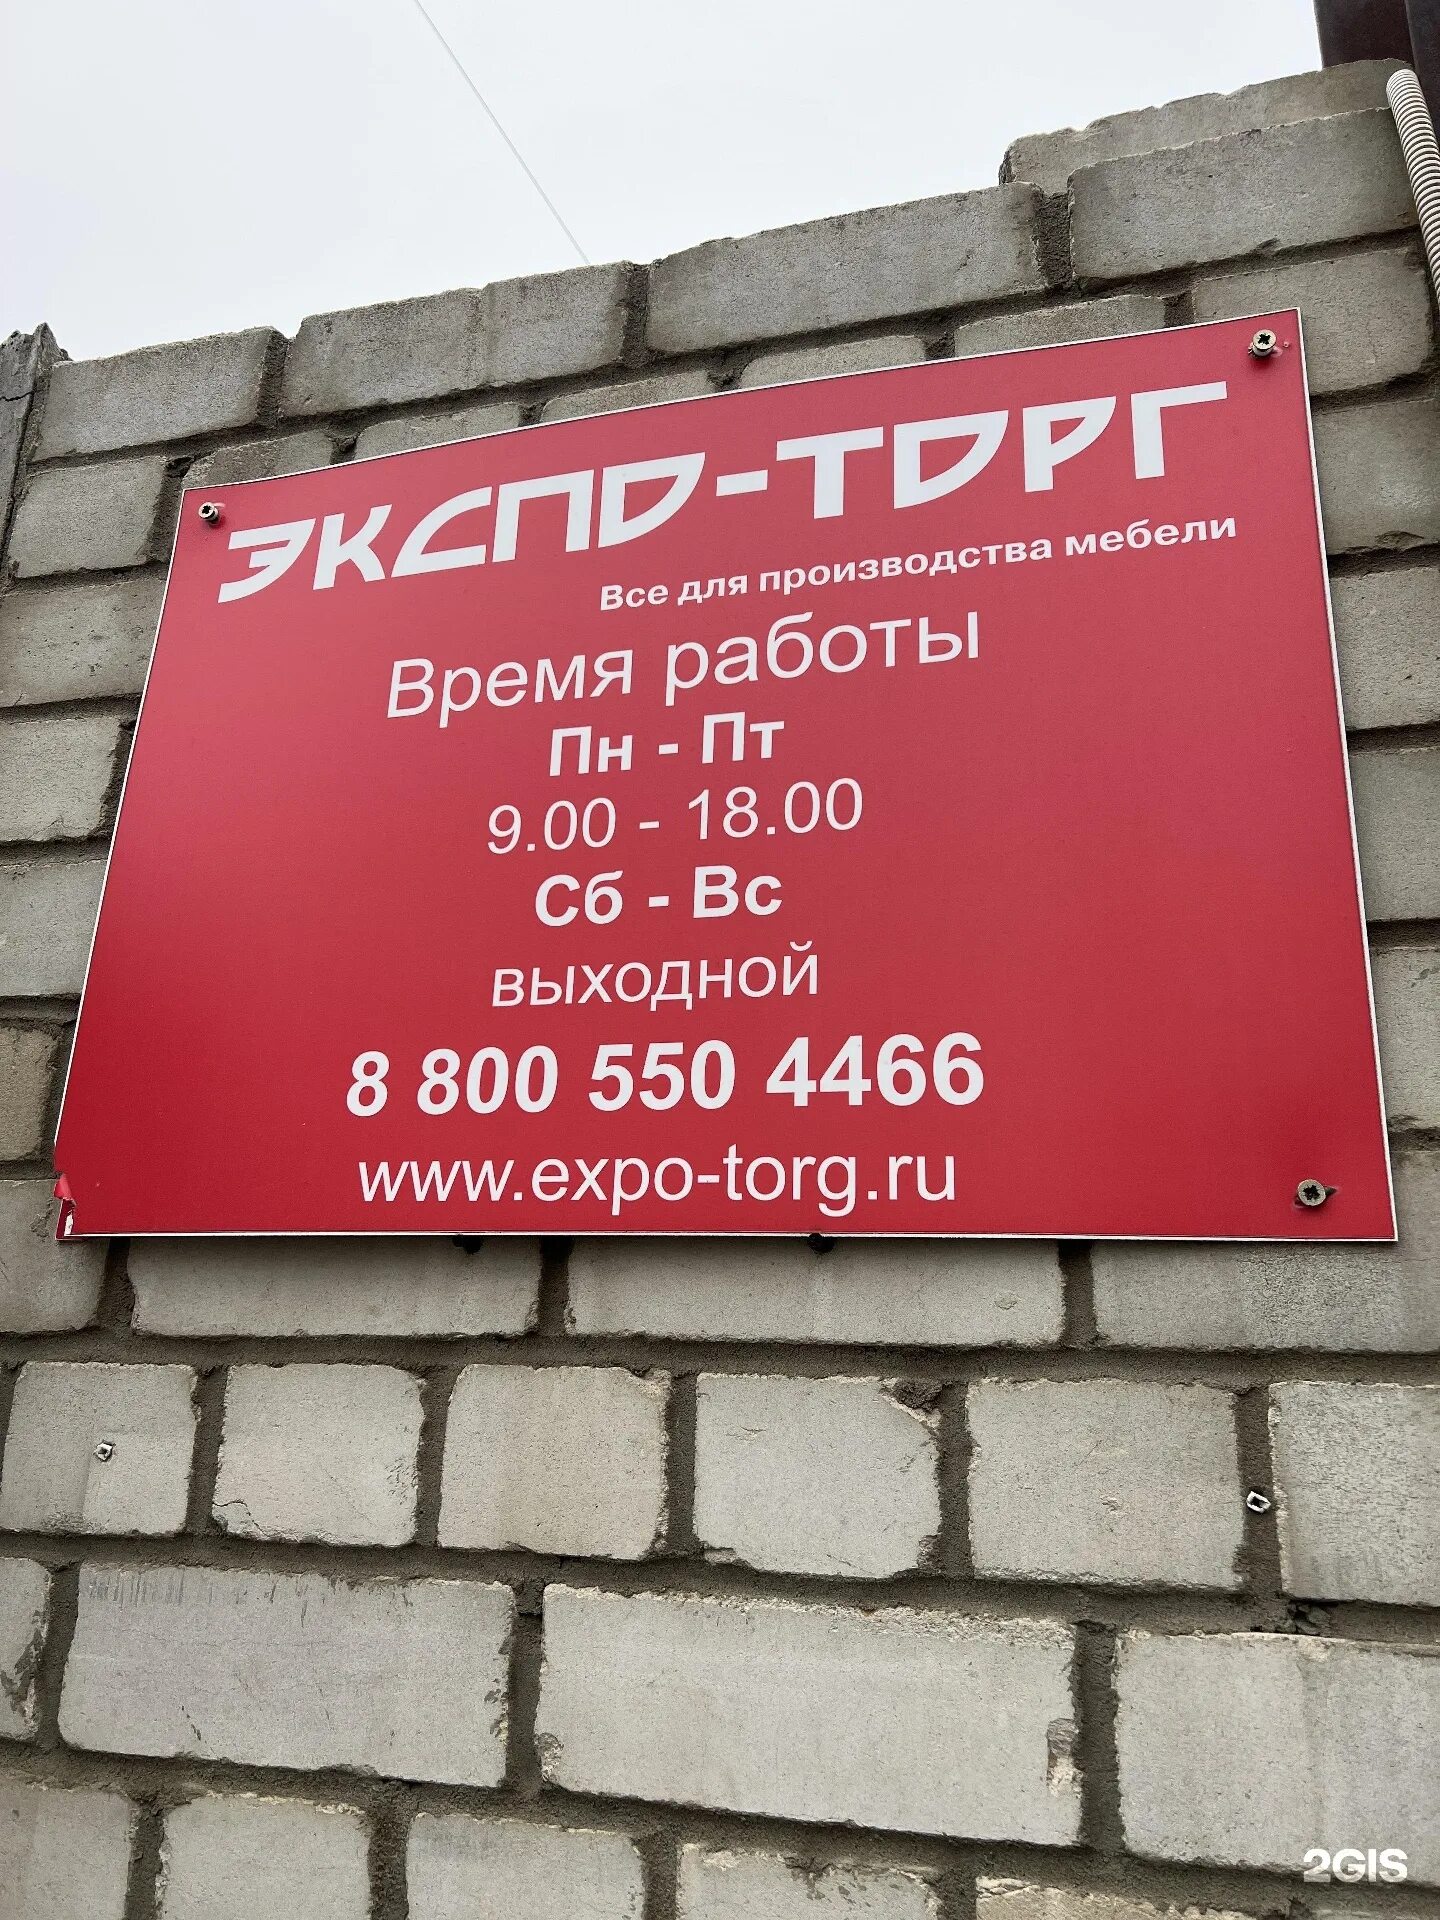 ЭКСПО-ТОРГ
Все для производства мебели
Время работы
Пн - Пт
9.00 - 18.00
Сб - Вс
выходной
8 800 550 4466
www.expo-torg.ru
2GIS